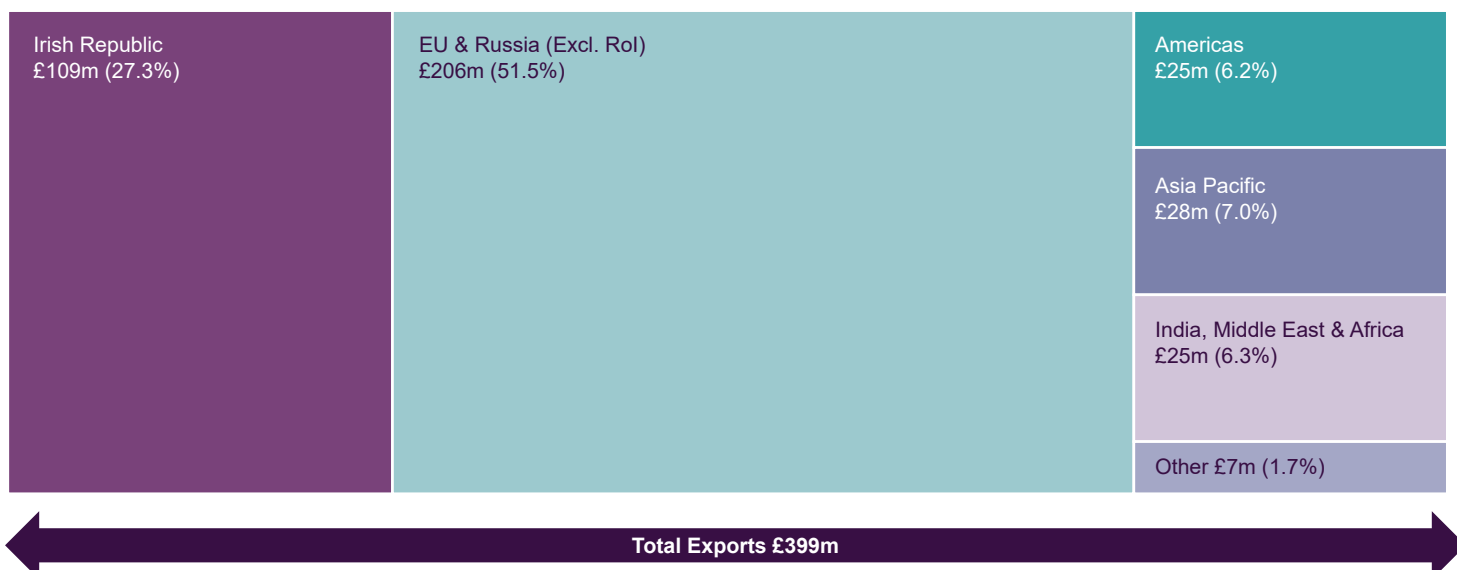 Irish Republic
£109m (27.3%)
EU & Russia (Excl. RoI)
£206m (51.5%)
Americas
£25m (6.2%)
Asia Pacific
£28m (7.0%)
India, Middle East & Africa
£25m (6.3%)
Other £7m (1.7%)
Total Exports £399m